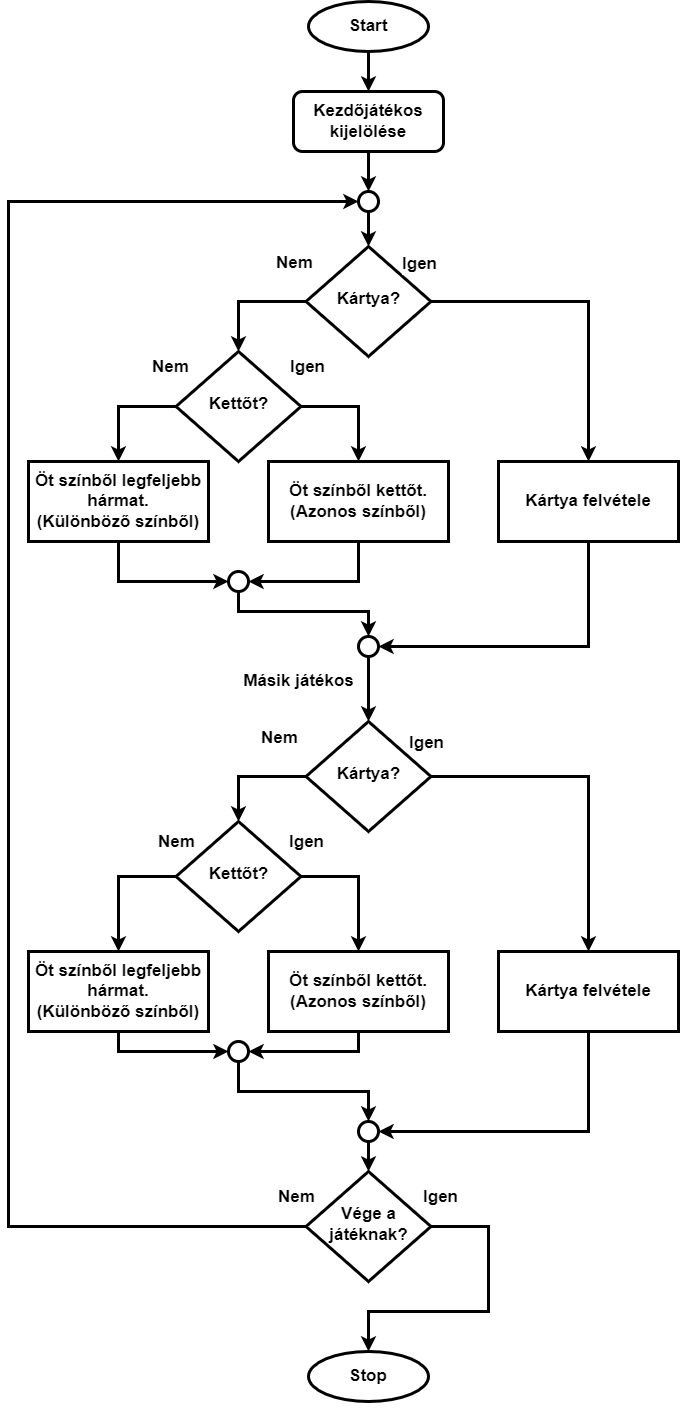 Start
Kezdőjátékos
kijelölése
Nem
Igen
Kártya?
Nem
Igen
Kettőt?
Öt színből legfeljebb
hármat.
(Különböző színből)
Öt színből kettőt.
(Azonos színből)
Kártya felvétele
Másik játékos
Nem
Igen
Kártya?
Nem
Igen
Kettőt?
Öt színből legfeljebb
hármat.
(Különböző színből)
Öt színből kettőt.
(Azonos színből)
Kártya felvétele
Nem
Igen
Vége a
játéknak?
Stop